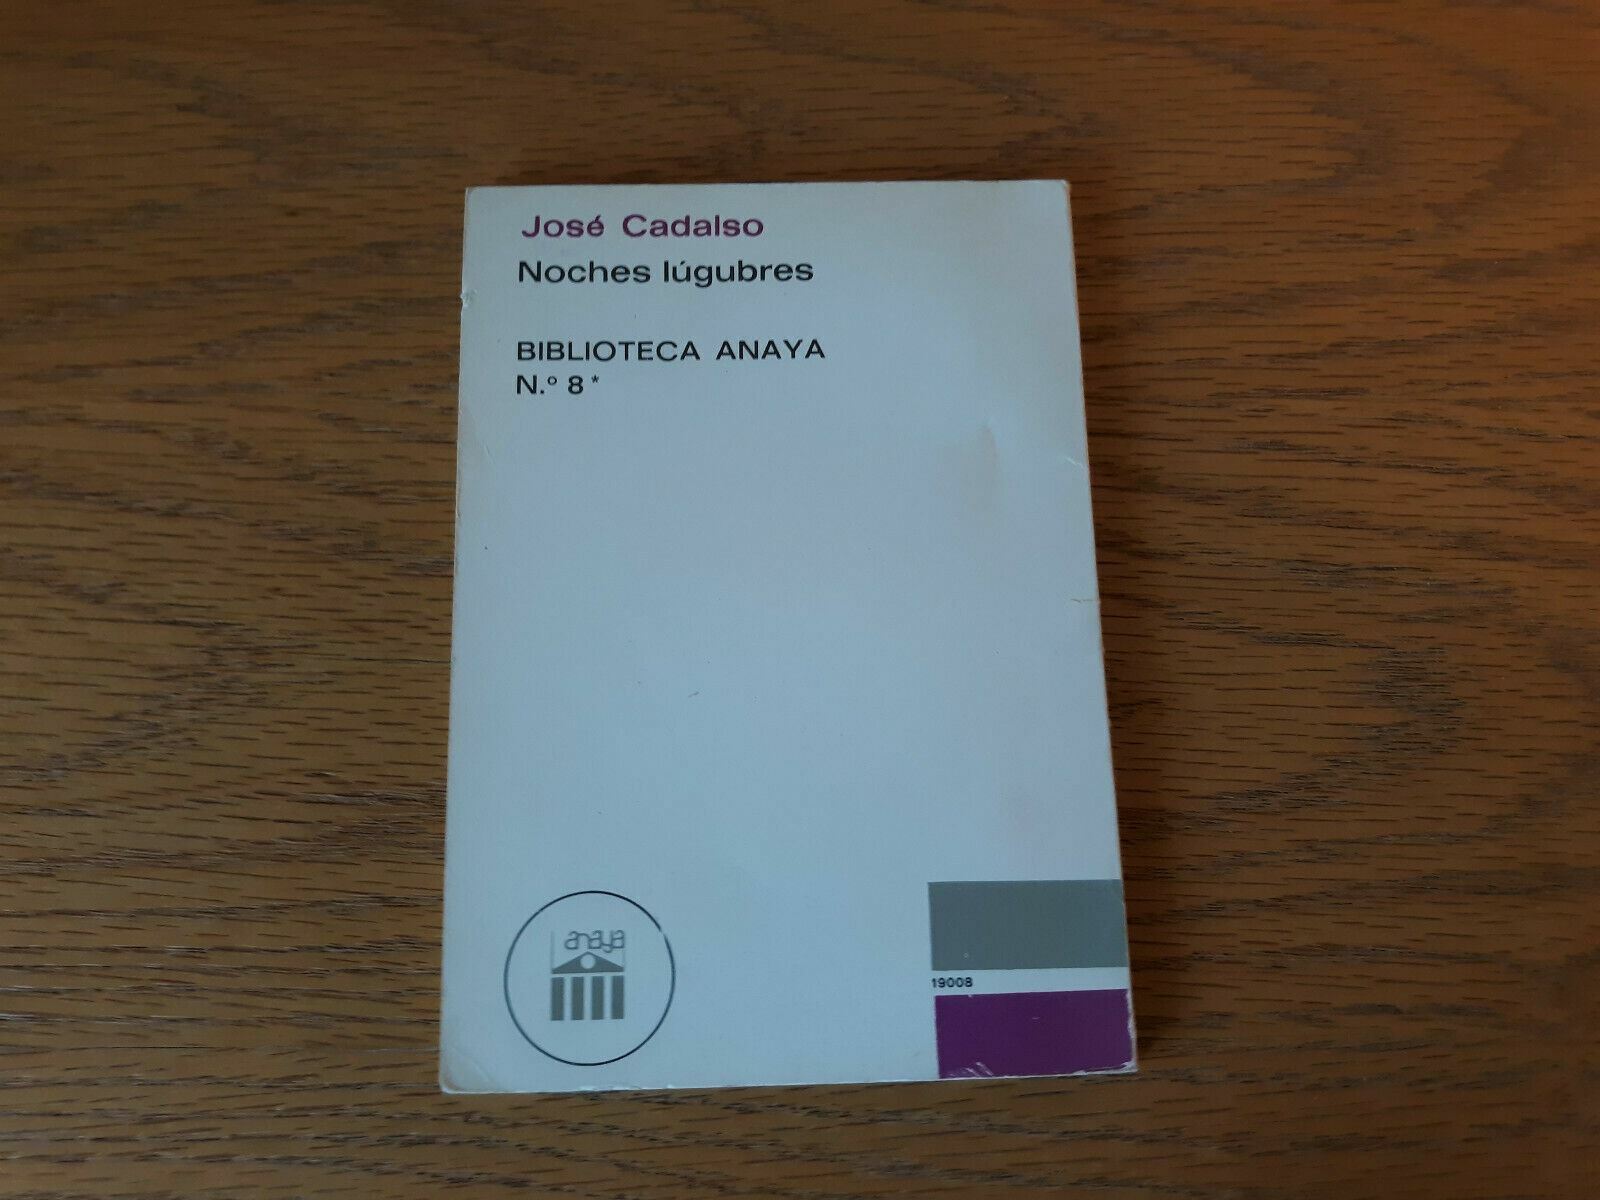 José Cadalso
Noches lúgubres
BIBLIOTECA ANAYA
N.º 8*
anaya
19008